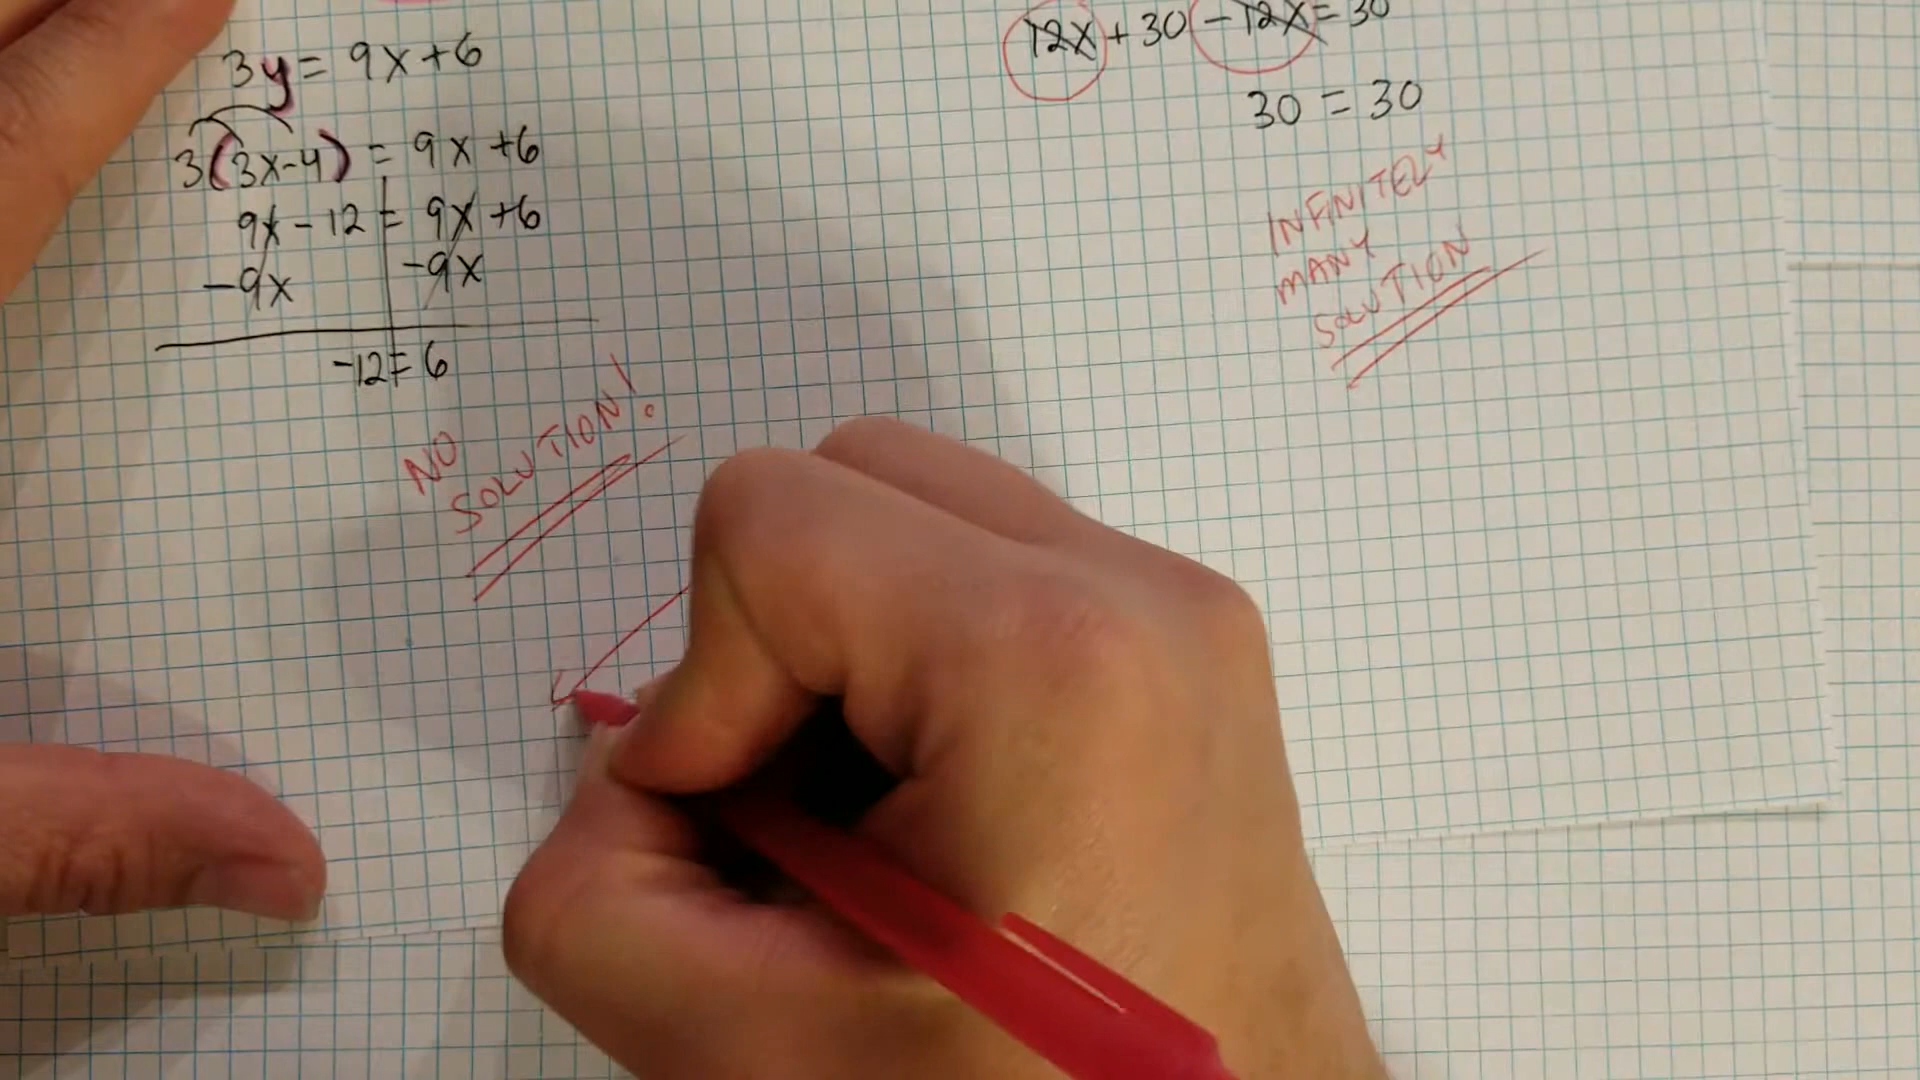 3y = 9x+6
3(3x-4) = 9x +6
9x - 12 = 9x +6
-9x -9x
-12 = 6
NO
SOLUTION!
12x + 30 - 12x = 30
30 = 30
INFINITELY
MANY
SOLUTION